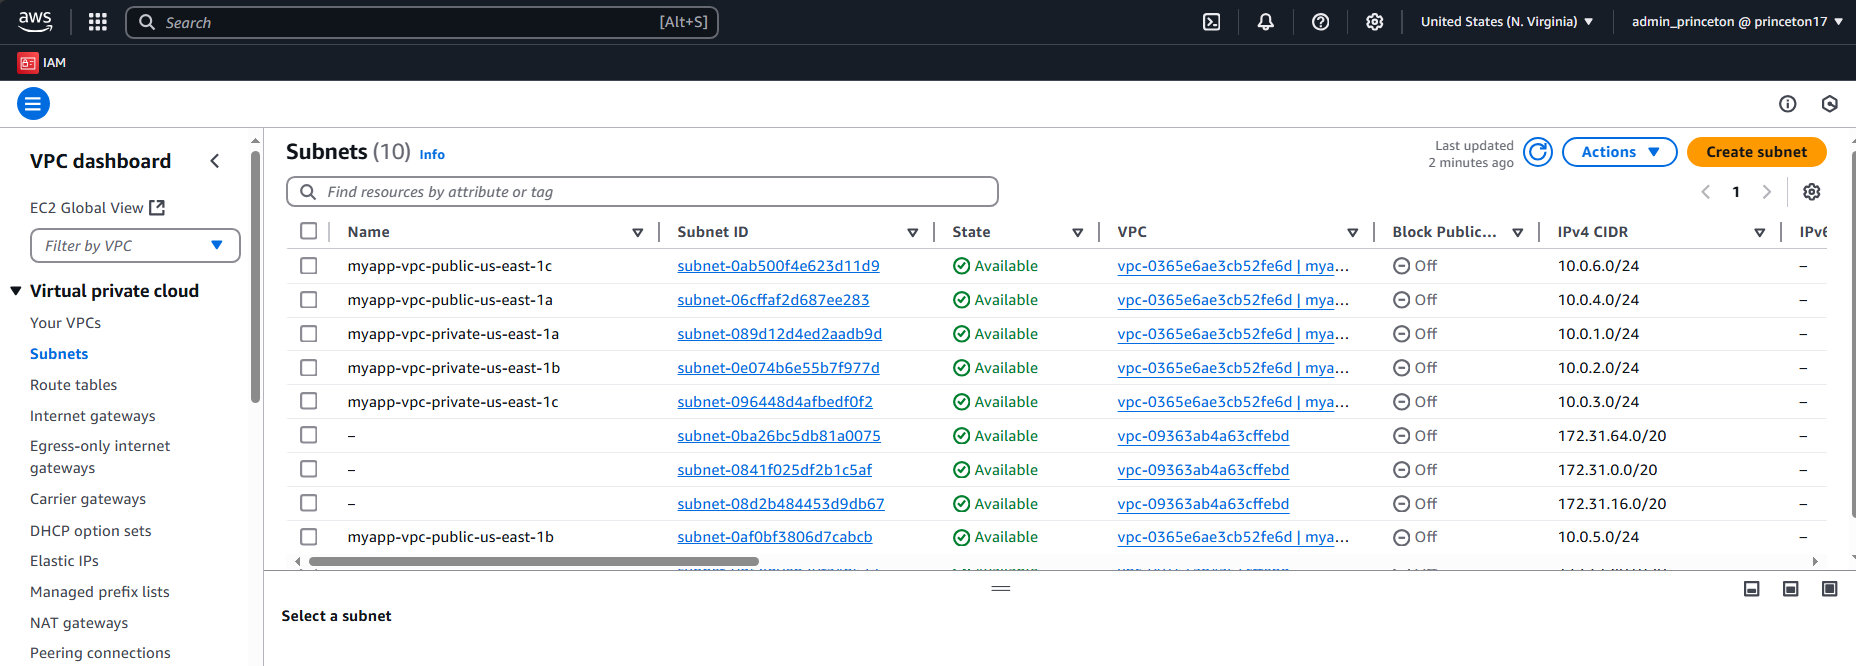 aws
Search [Alt+S]
United States (N. Virginia)
admin_princeton @ princeton17
IAM
VPC dashboard
EC2 Global View
Filter by VPC
Virtual private cloud
Your VPCs
Subnets
Route tables
Internet gateways
Egress-only internet
gateways
Carrier gateways
DHCP option sets
Elastic IPs
Managed prefix lists
NAT gateways
Peering connections
Subnets (10) Info
Last updated
2 minutes ago
Actions
Create subnet
Find resources by attribute or tag
1
Name Subnet ID State VPC Block Public... IPv4 CIDR IPv6
myapp-vpc-public-us-east-1c subnet-0ab500f4e623d11d9 Available vpc-0365e6ae3cb52fe6d | mya... Off 10.0.6.0/24 –
myapp-vpc-public-us-east-1a subnet-06cffaf2d687ee283 Available vpc-0365e6ae3cb52fe6d | mya... Off 10.0.4.0/24 –
myapp-vpc-private-us-east-1a subnet-089d12d4ed2aadb9d Available vpc-0365e6ae3cb52fe6d | mya... Off 10.0.1.0/24 –
myapp-vpc-private-us-east-1b subnet-0e074b6e55b7f977d Available vpc-0365e6ae3cb52fe6d | mya... Off 10.0.2.0/24 –
myapp-vpc-private-us-east-1c subnet-096448d4afbedf0f2 Available vpc-0365e6ae3cb52fe6d | mya... Off 10.0.3.0/24 –
– subnet-0ba26bc5db81a0075 Available vpc-09363ab4a63cffebd Off 172.31.64.0/20 –
– subnet-0841f025df2b1c5af Available vpc-09363ab4a63cffebd Off 172.31.0.0/20 –
– subnet-08d2b484453d9db67 Available vpc-09363ab4a63cffebd Off 172.31.16.0/20 –
myapp-vpc-public-us-east-1b subnet-0af0bf3806d7cabcb Available vpc-0365e6ae3cb52fe6d | mya... Off 10.0.5.0/24 –
Select a subnet